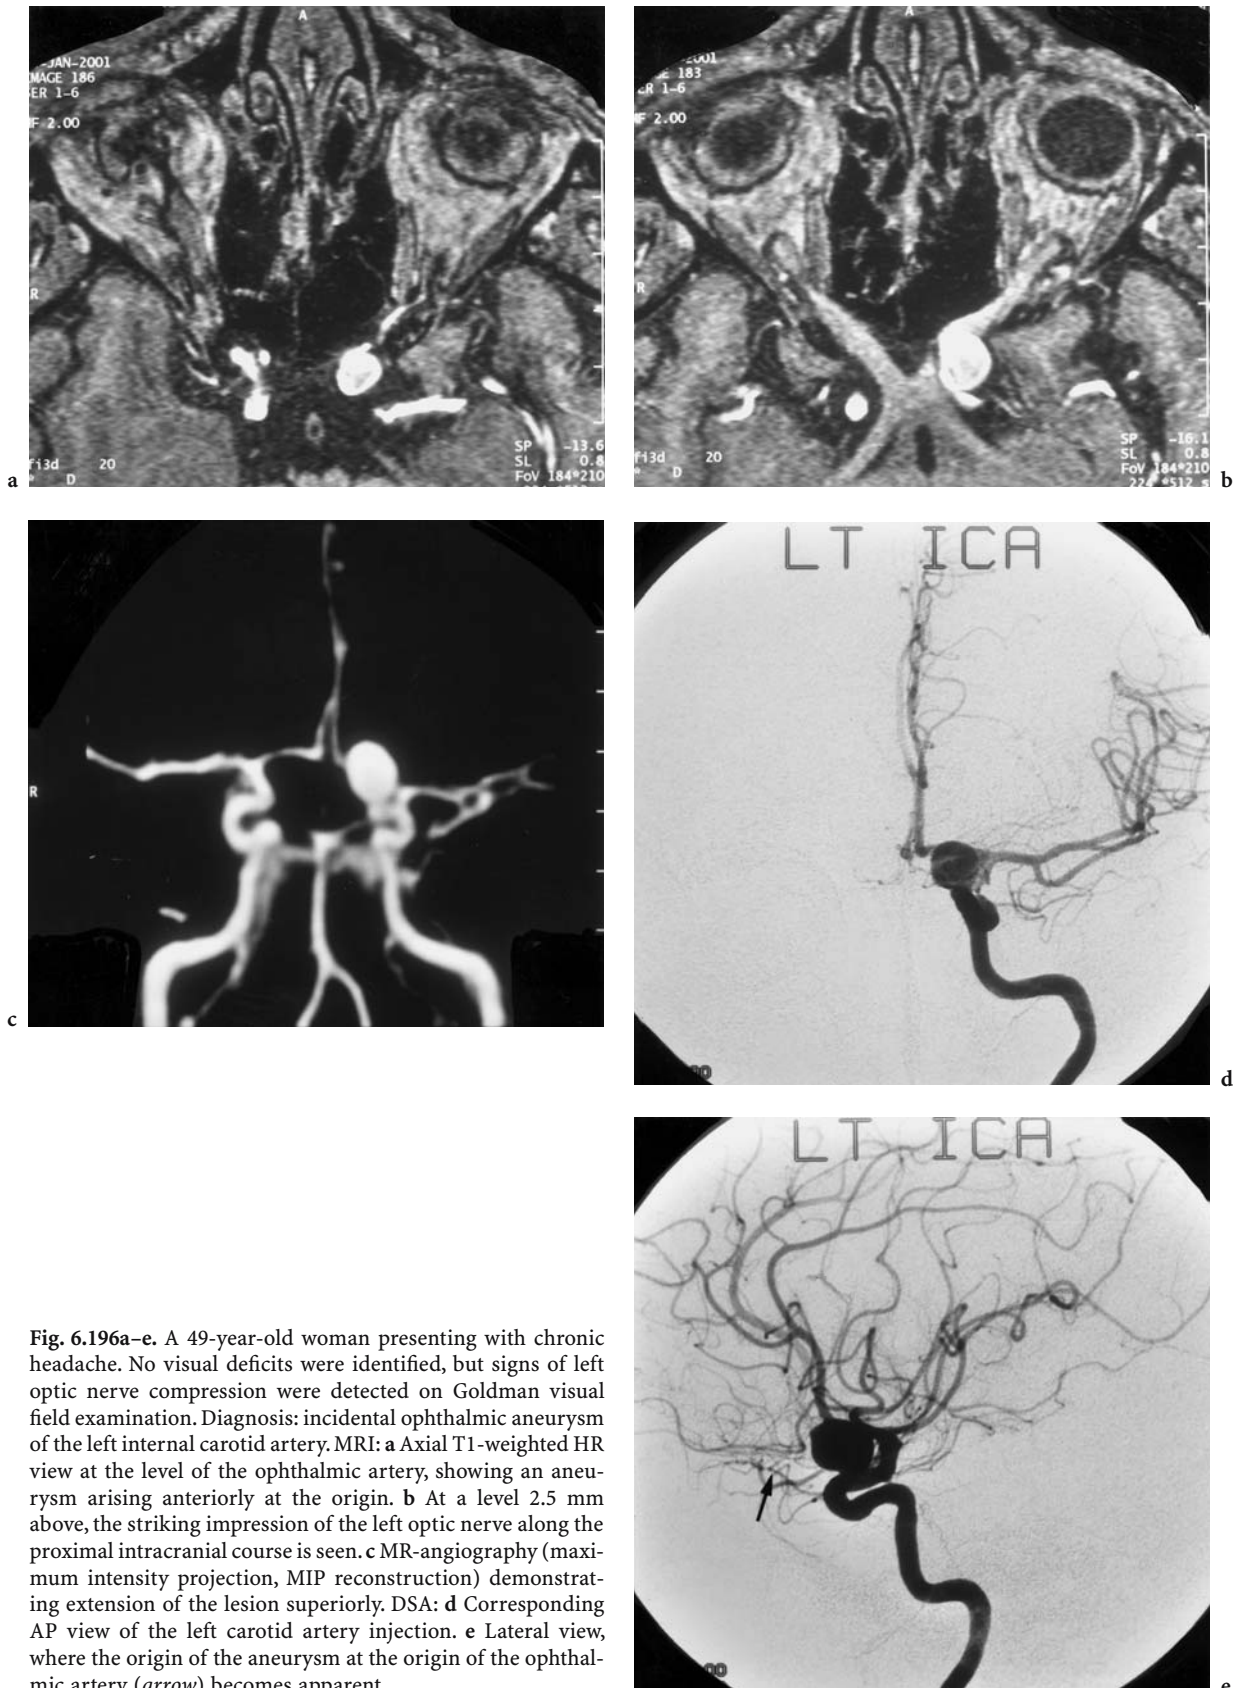 A
-JAN-2001
MAGE 186
SER 1-6
F 2.00
R
SP -13.6
SL 0.8
FoV 184*210
fi3d 20
D
a
A
183
1-6
F 2.00
R
SP -16.1
SL 0.8
FoV 184*210
224 *512 s
fi3d 20
D
b
R
c
LT ICA
d
LT ICA
e
Fig. 6.196a–e. A 49-year-old woman presenting with chronic
headache. No visual deficits were identified, but signs of left
optic nerve compression were detected on Goldman visual
field examination. Diagnosis: incidental ophthalmic aneurysm
of the left internal carotid artery. MRI: a Axial T1-weighted HR
view at the level of the ophthalmic artery, showing an aneu-
rysm arising anteriorly at the origin. b At a level 2.5 mm
above, the striking impression of the left optic nerve along the
proximal intracranial course is seen. c MR-angiography (maxi-
mum intensity projection, MIP reconstruction) demonstrat-
ing extension of the lesion superiorly. DSA: d Corresponding
AP view of the left carotid artery injection. e Lateral view,
where the origin of the aneurysm at the origin of the ophthal-
mic artery (arrow) becomes apparent